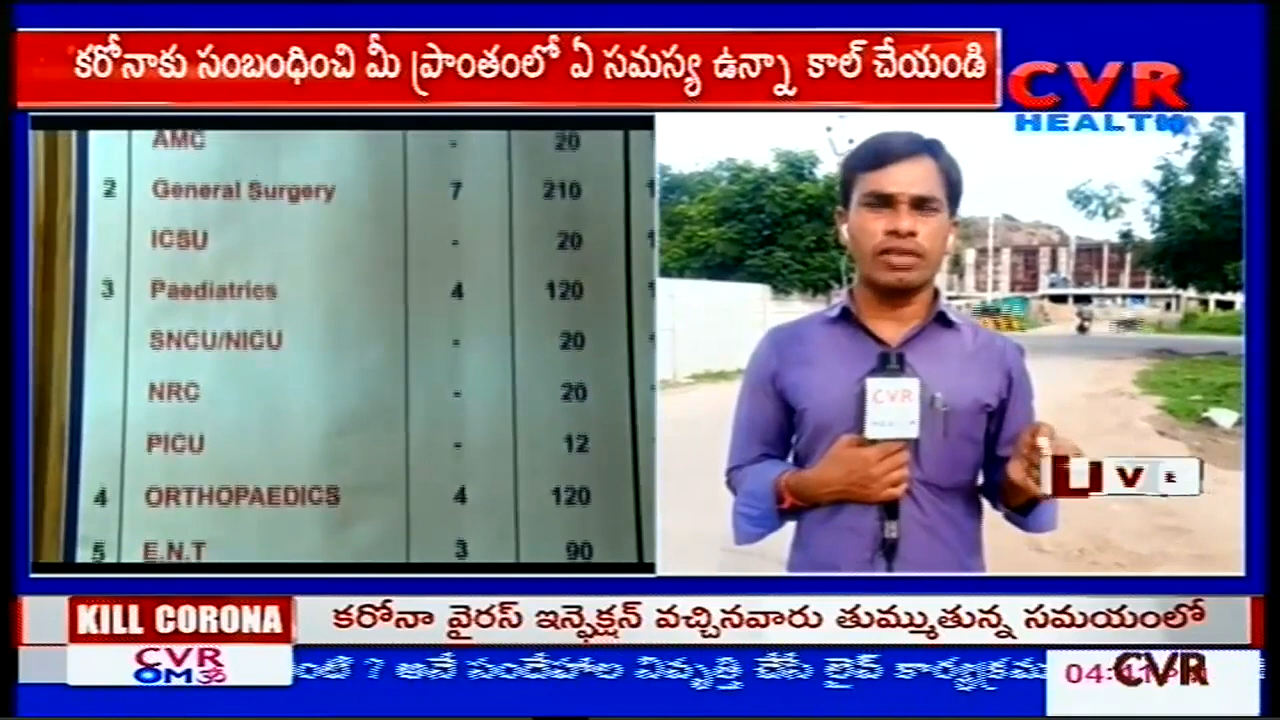 కరోనాకు సంబంధించి మీ ప్రాంతంలో ఏ సమస్య ఉన్నా కాల్ చేయండి
CVR
HEALTH
AMC - 20
2 General Surgery 7 210
ICSU - 20
3 Paediatrics 4 120
SNCU/NICU - 20
NRC - 20
PICU - 12
4 ORTHOPAEDICS 4 120
5 E.N.T 3 90
CVR
LIVE
KILL CORONA
కరోనా వైరస్ ఇన్ఫెక్షన్ వచ్చినవారు తుమ్ముతున్న సమయంలో
CVR
OM
CVR